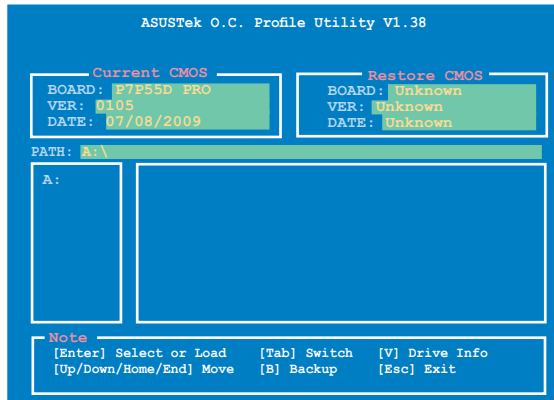 ASUSTek O.C. Profile Utility V1.38
Current CMOS
BOARD: P7P55D PRO
VER: 0105
DATE: 07/08/2009
Restore CMOS
BOARD: Unknown
VER: Unknown
DATE: Unknown
PATH: A:\
A:
Note
[Enter] Select or Load [Tab] Switch [V] Drive Info
[Up/Down/Home/End] Move [B] Backup [Esc] Exit